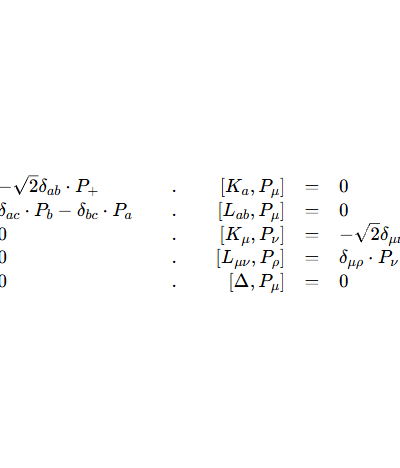 −√2δ_{ab} · P_+ . [K_a, P_μ] = 0
δ_{ac} · P_b − δ_{bc} · P_a . [L_{ab}, P_μ] = 0
0 . [K_μ, P_ν] = −√2δ_μ
0 . [L_{μν}, P_ρ] = δ_{μρ} · P_ν
0 . [Δ, P_μ] = 0